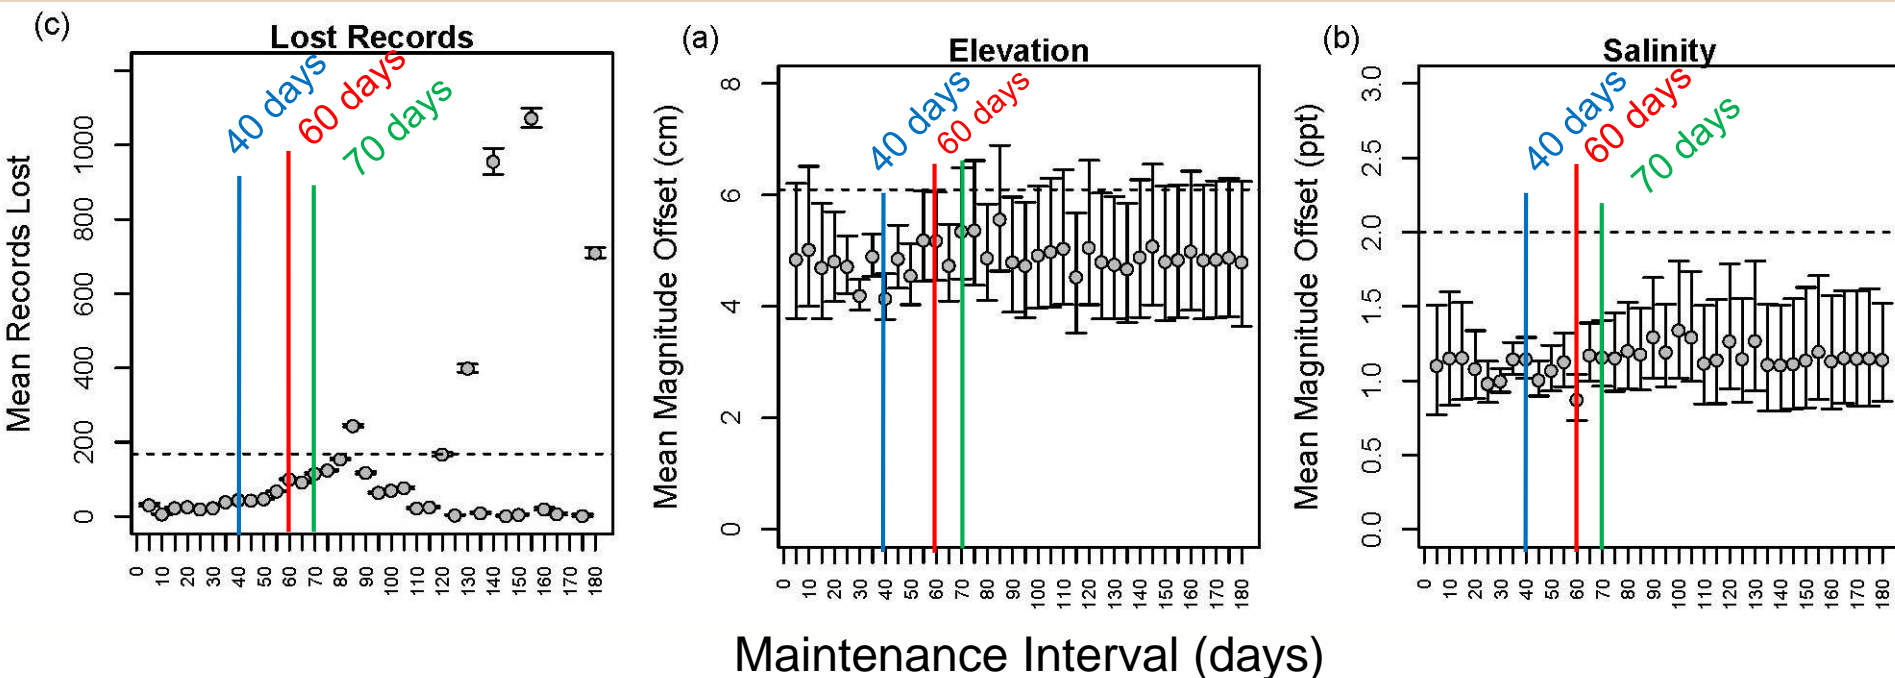 (c)
Lost Records
40 days
60 days
70 days
Mean Records Lost
0
200
400
600
800
1000
0 10 20 30 40 50 60 70 80 90 100 110 120 130 140 150 160 170 180
(a)
Elevation
40 days
60 days
Mean Magnitude Offset (cm)
0
2
4
6
8
0 10 20 30 40 50 60 70 80 90 100 110 120 130 140 150 160 170 180
(b)
Salinity
40 days
60 days
70 days
Mean Magnitude Offset (ppt)
0.0
0.5
1.0
1.5
2.0
2.5
3.0
0 10 20 30 40 50 60 70 80 90 100 110 120 130 140 150 160 170 180
Maintenance Interval (days)